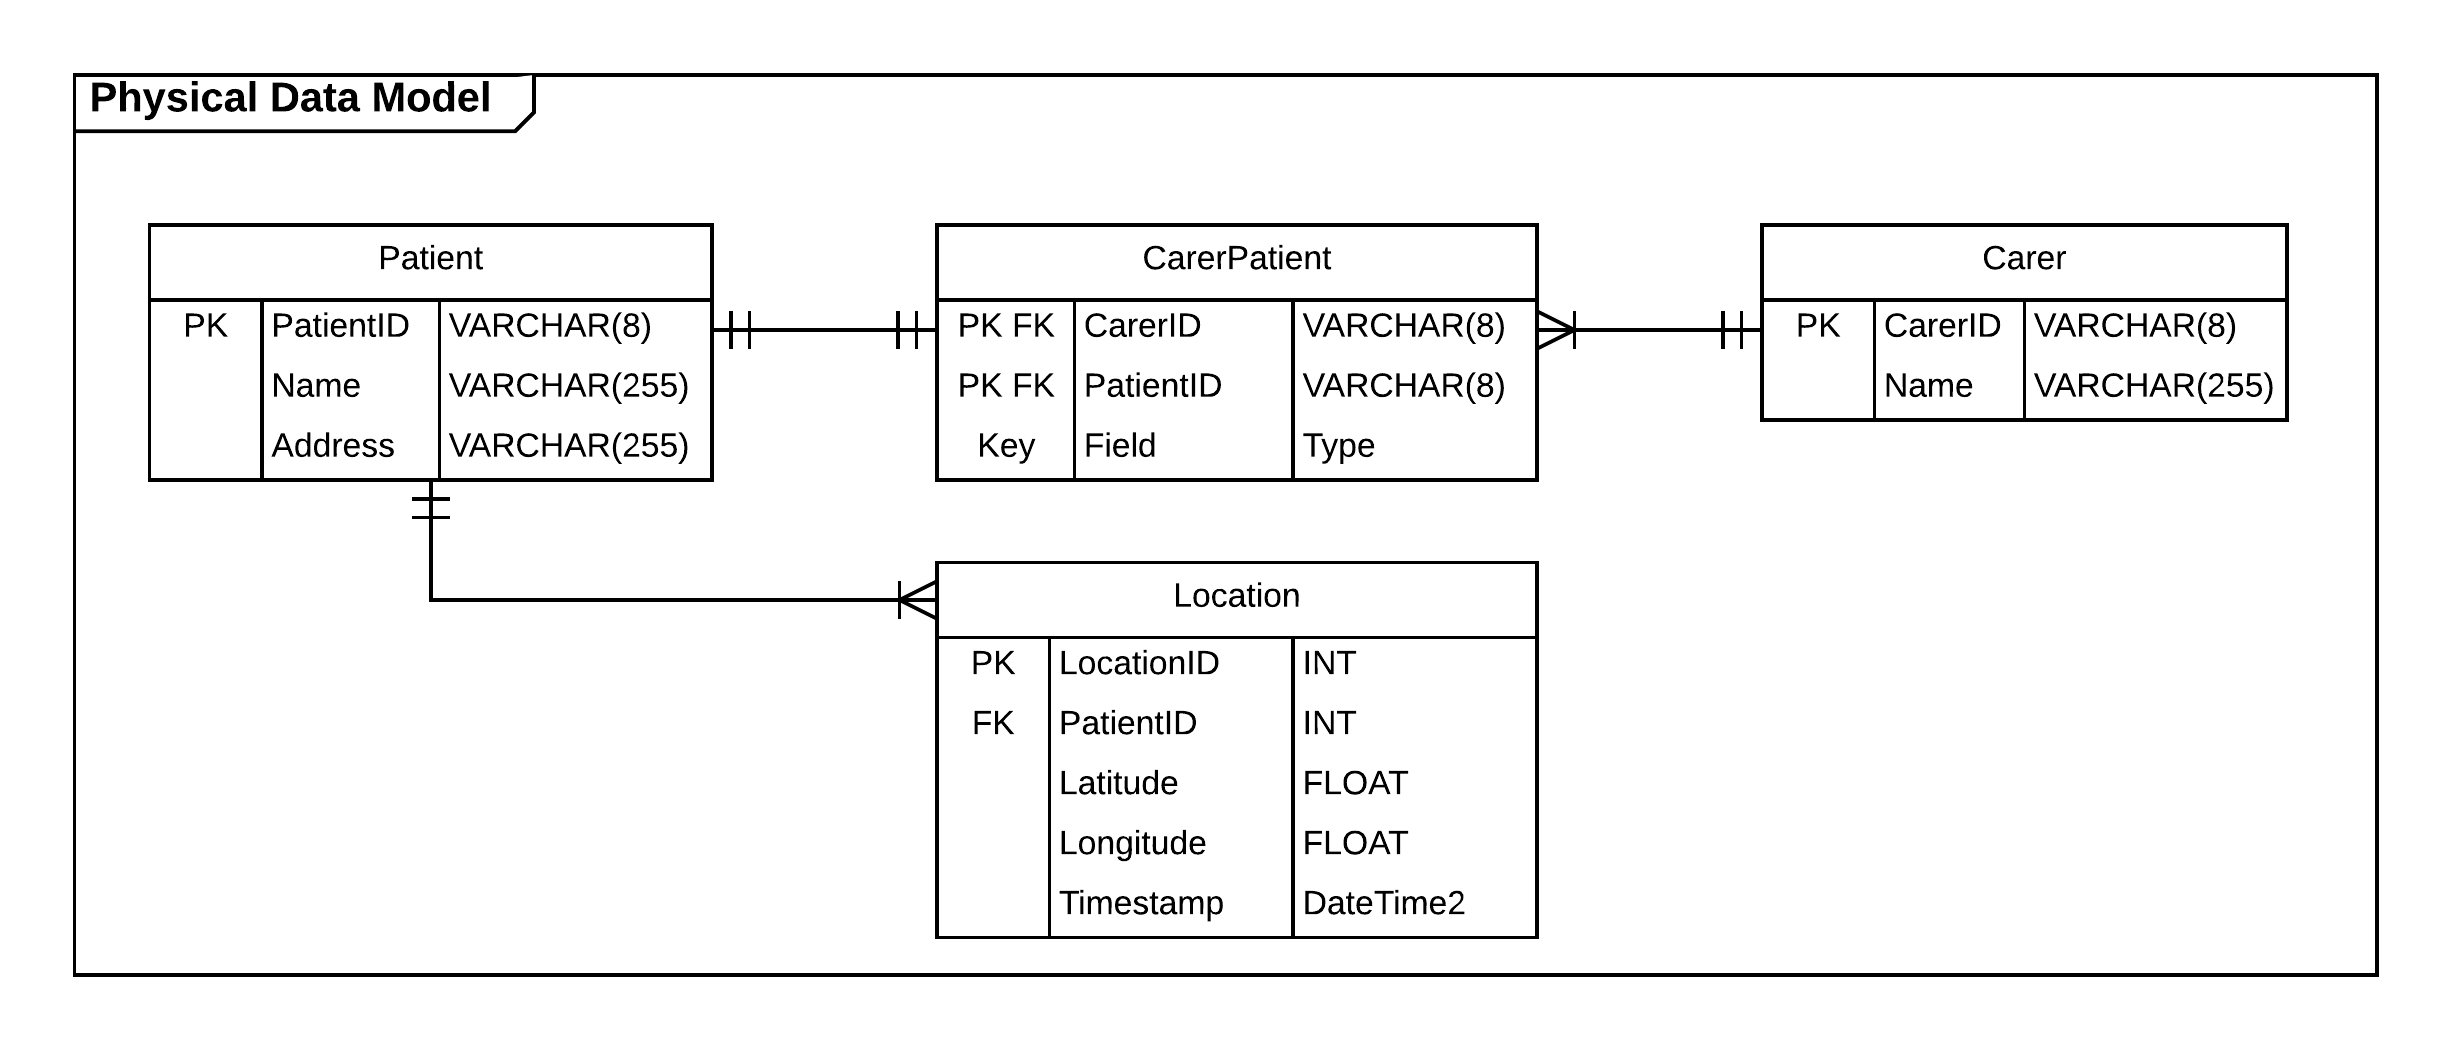 Physical Data Model
Patient
PK PatientID VARCHAR(8)
Name VARCHAR(255)
Address VARCHAR(255)
CarerPatient
PK FK CarerID VARCHAR(8)
PK FK PatientID VARCHAR(8)
Key Field Type
Carer
PK CarerID VARCHAR(8)
Name VARCHAR(255)
Location
PK LocationID INT
FK PatientID INT
Latitude FLOAT
Longitude FLOAT
Timestamp DateTime2